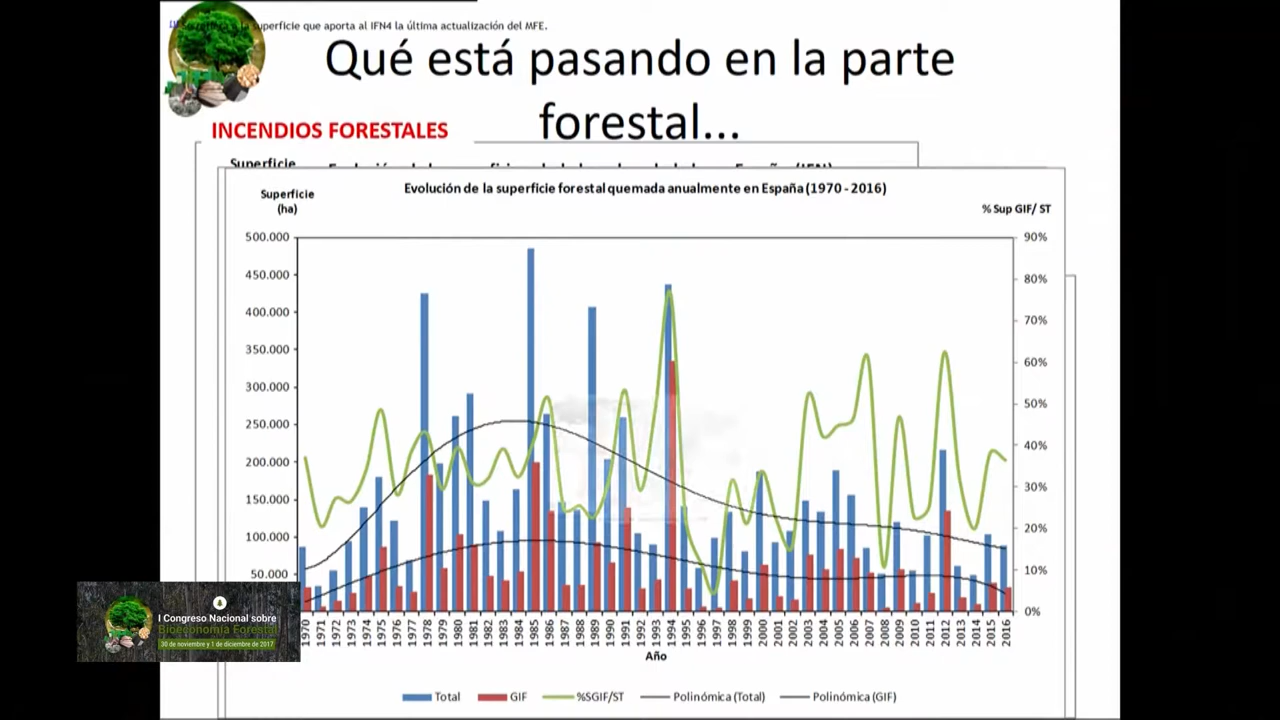 superficie que aporta al IFN4 la última actualización del MFE.
Qué está pasando en la parte
forestal...
INCENDIOS FORESTALES
Superficie
Evolución de la superficie forestal quemada anualmente en España (1970 - 2016)
Superficie
(ha)
% Sup GIF/ ST
500.000
450.000
400.000
350.000
300.000
250.000
200.000
150.000
100.000
50.000
90%
80%
70%
60%
50%
40%
30%
20%
10%
0%
1970 1971 1972 1973 1974 1975 1976 1977 1978 1979 1980 1981 1982 1983 1984 1985 1986 1987 1988 1989 1990 1991 1992 1993 1994 1995 1996 1997 1998 1999 2000 2001 2002 2003 2004 2005 2006 2007 2008 2009 2010 2011 2012 2013 2014 2015 2016
Año
Total GIF %SGIF/ST Polinómica (Total) Polinómica (GIF)
I Congreso Nacional sobre
Bioeconomía Forestal
30 de noviembre y 1 de diciembre de 2017